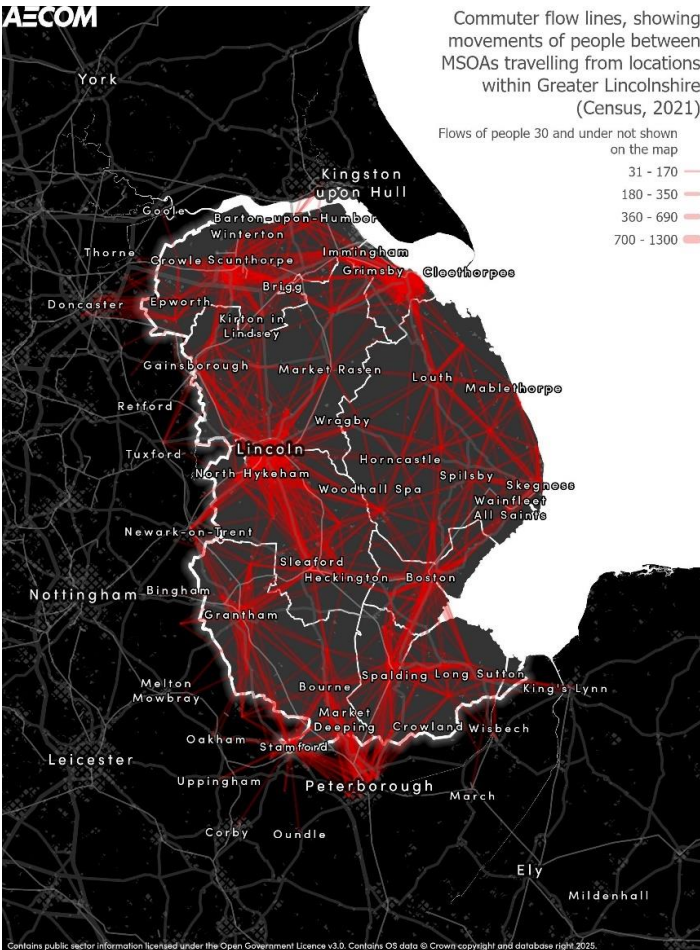 AECOM
Commuter flow lines, showing
movements of people between
MSOAs travelling from locations
within Greater Lincolnshire
(Census, 2021)
Flows of people 30 and under not shown
on the map
31 - 170
180 - 350
360 - 690
700 - 1300
York
Kingston
upon Hull
Goole
Barton-upon-Humber
Winterton
Thorne
Crowle
Scunthorpe
Immingham
Grimsby
Cleethorpes
Brigg
Doncaster
Epworth
Kirton in
Lindsey
Gainsborough
Market Rasen
Louth
Mablethorpe
Retford
Wragby
Tuxford
Lincoln
Horncastle
North Hykeham
Spilsby
Woodhall Spa
Skegness
Wainfleet
All Saints
Newark-on-Trent
Sleaford
Heckington
Boston
Nottingham
Bingham
Grantham
Spalding
Long Sutton
Melton
Mowbray
Bourne
King's Lynn
Market
Deeping
Crowland
Wisbech
Oakham
Stamford
Leicester
Uppingham
Peterborough
March
Corby
Oundle
Ely
Mildenhall
Contains public sector information licensed under the Open Government Licence v3.0. Contains OS data © Crown copyright and database right 2025.